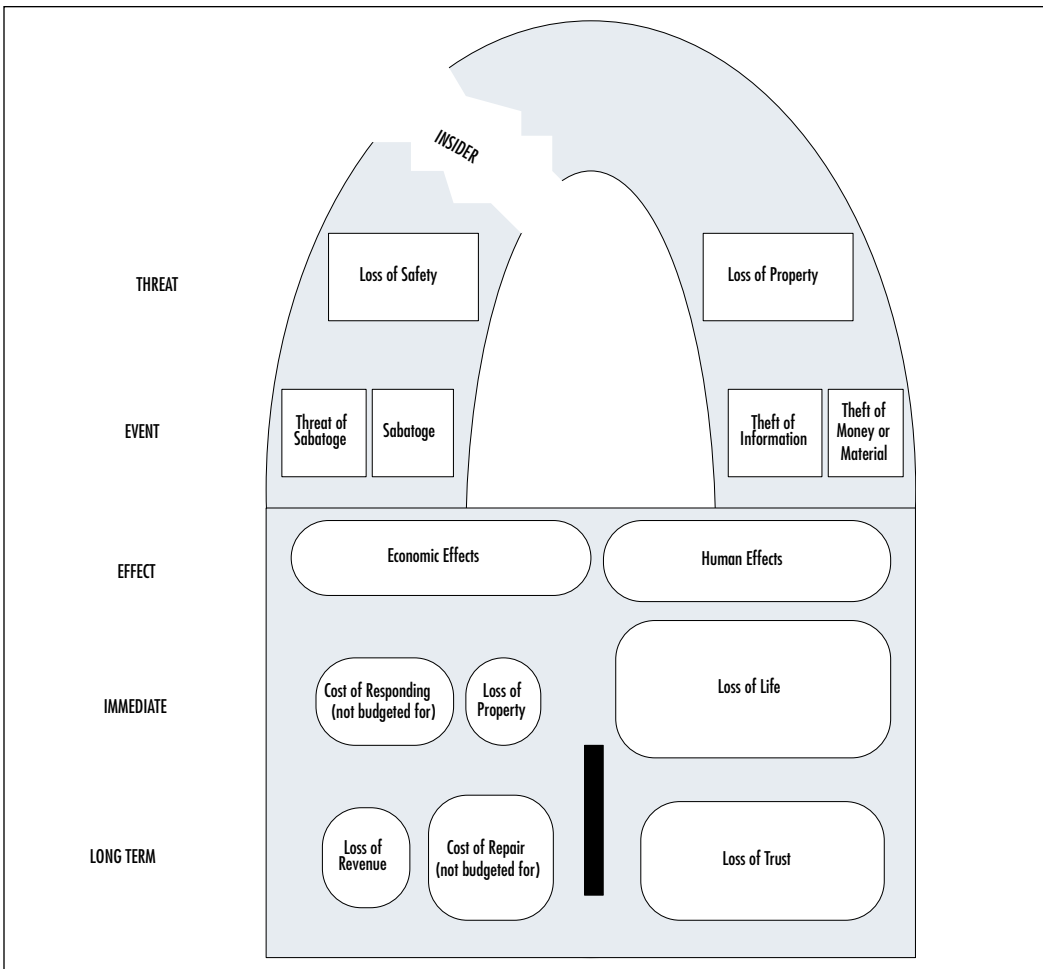 INSIDER
THREAT
Loss of Safety
Loss of Property
EVENT
Threat of
Sabatoge
Sabatoge
Theft of
Information
Theft of
Money or
Material
EFFECT
Economic Effects
Human Effects
IMMEDIATE
Cost of Responding
(not budgeted for)
Loss of
Property
Loss of Life
LONG TERM
Loss of
Revenue
Cost of Repair
(not budgeted for)
Loss of Trust